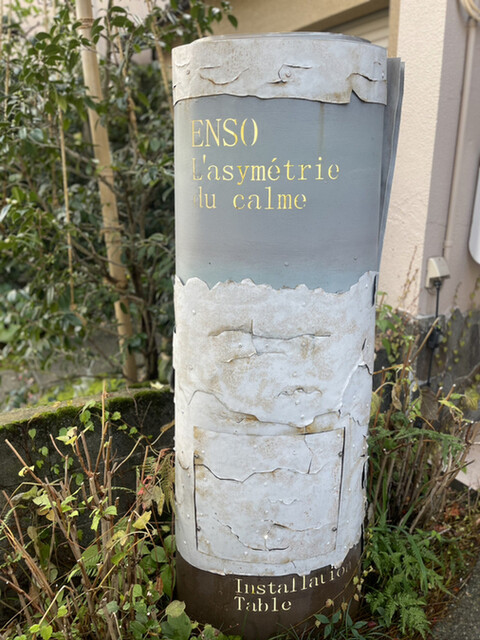 ENSO
L'asymétrie
du calme
Installation
Table